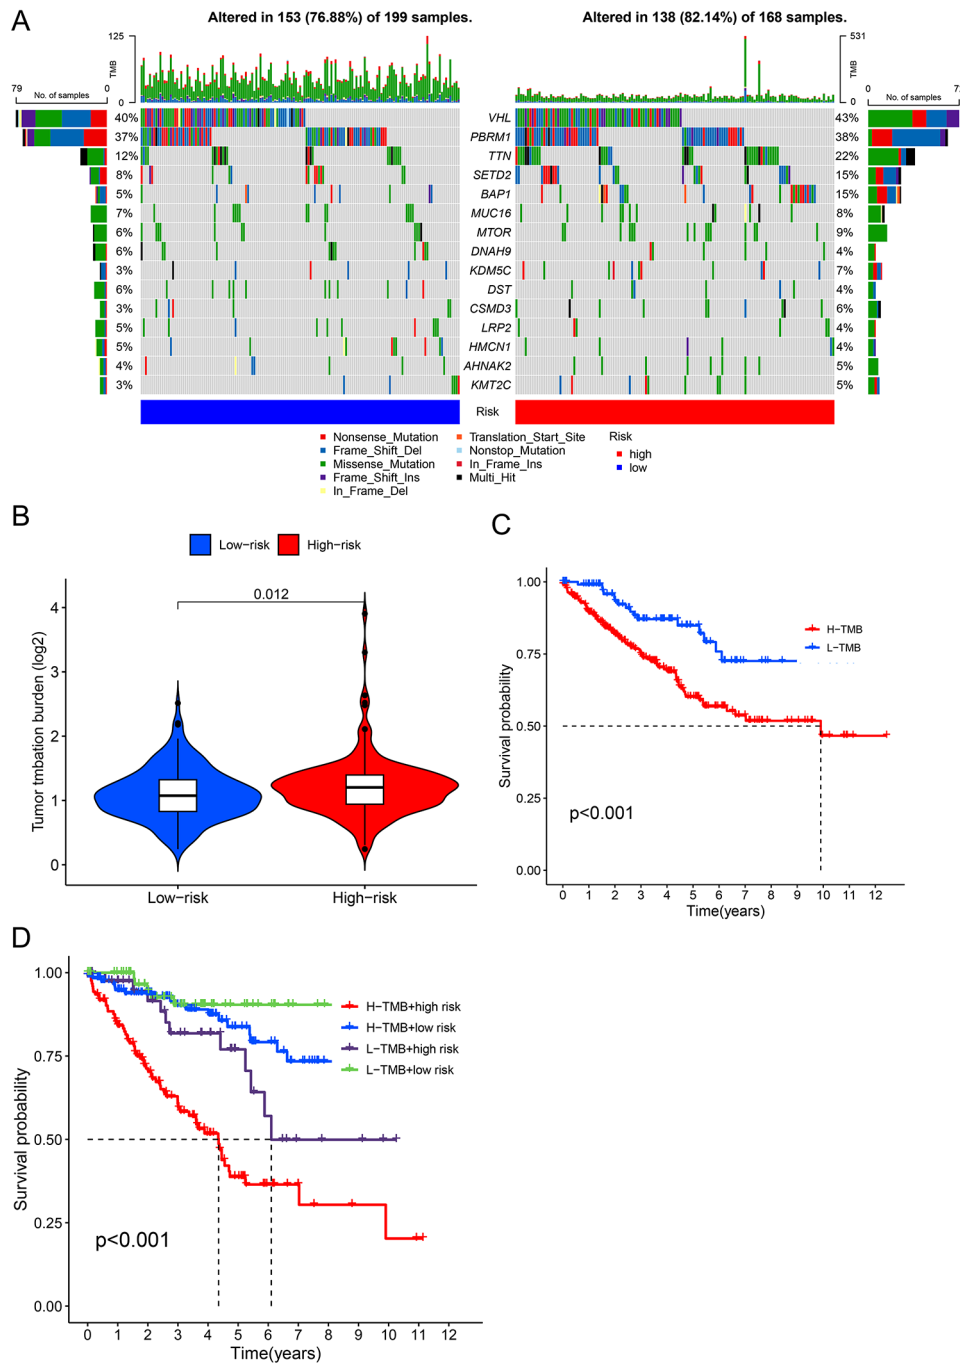 A
Altered in 153 (76.88%) of 199 samples.
Altered in 138 (82.14%) of 168 samples.
125
TMB
0
531
TMB
0
79
No. of samples
0
0
No. of samples
40%
VHL
43%
37%
PBRM1
38%
12%
TTN
22%
8%
SETD2
15%
5%
BAP1
15%
7%
MUC16
8%
6%
MTOR
9%
6%
DNAH9
4%
3%
KDM5C
7%
6%
DST
4%
3%
CSMD3
6%
5%
LRP2
4%
5%
HMCN1
4%
4%
AHNAK2
5%
3%
KMT2C
5%
Risk
Nonsense_Mutation
Frame_Shift_Del
Missense_Mutation
Frame_Shift_Ins
In_Frame_Del
Translation_Start_Site
Nonstop_Mutation
In_Frame_Ins
Multi_Hit
Risk
high
low
B
Low−risk
High−risk
0.012
Tumor tmbation burden (log2)
4
3
2
1
0
Low−risk
High−risk
C
Survival probability
1.00
0.75
0.50
0.25
0.00
H−TMB
L−TMB
p<0.001
0 1 2 3 4 5 6 7 8 9 10 11 12
Time(years)
D
Survival probability
1.00
0.75
0.50
0.25
0.00
H−TMB+high risk
H−TMB+low risk
L−TMB+high risk
L−TMB+low risk
p<0.001
0 1 2 3 4 5 6 7 8 9 10 11 12
Time(years)